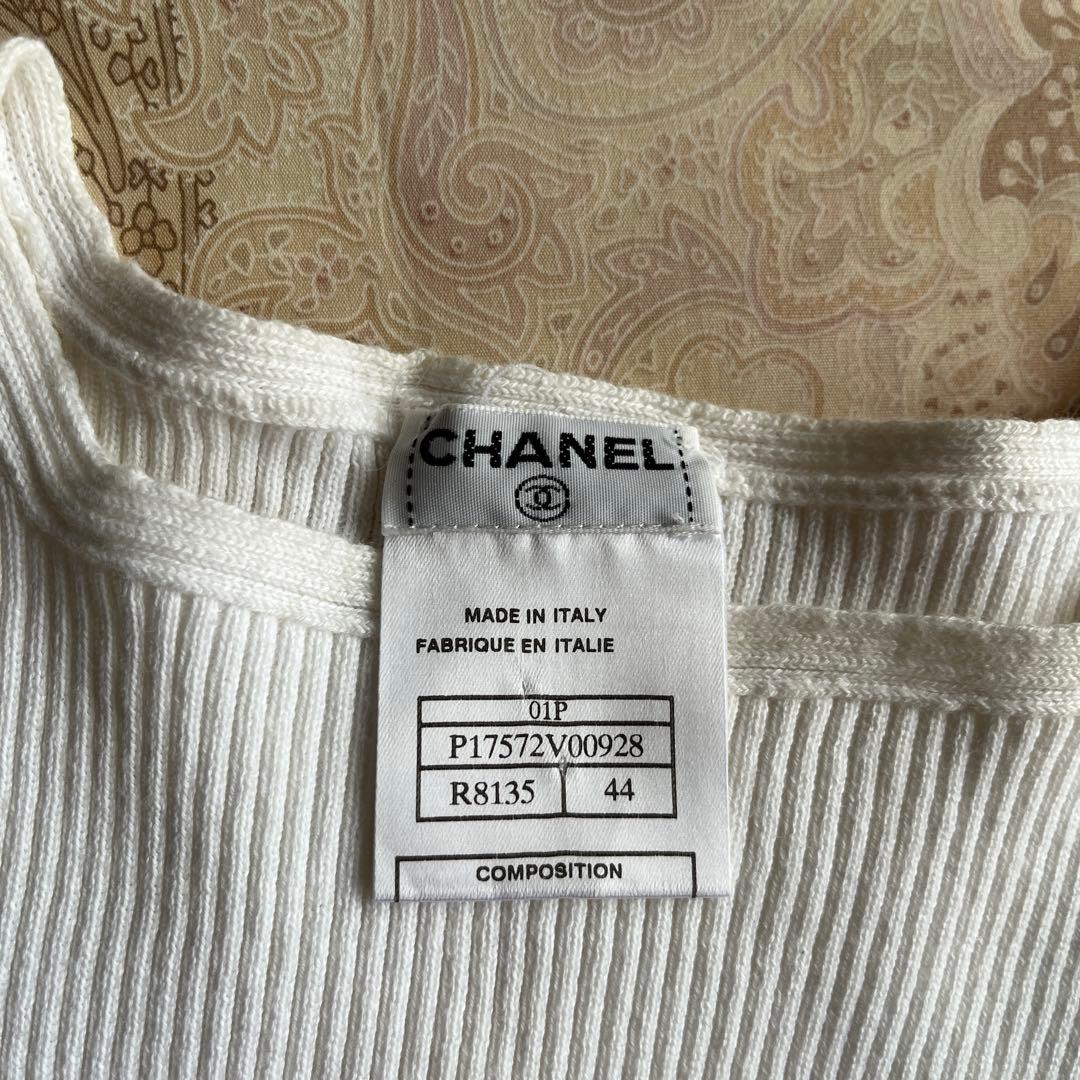 CHANEL
MADE IN ITALY
FABRIQUE EN ITALIE
01P
P17572V00928
R8135 44
COMPOSITION